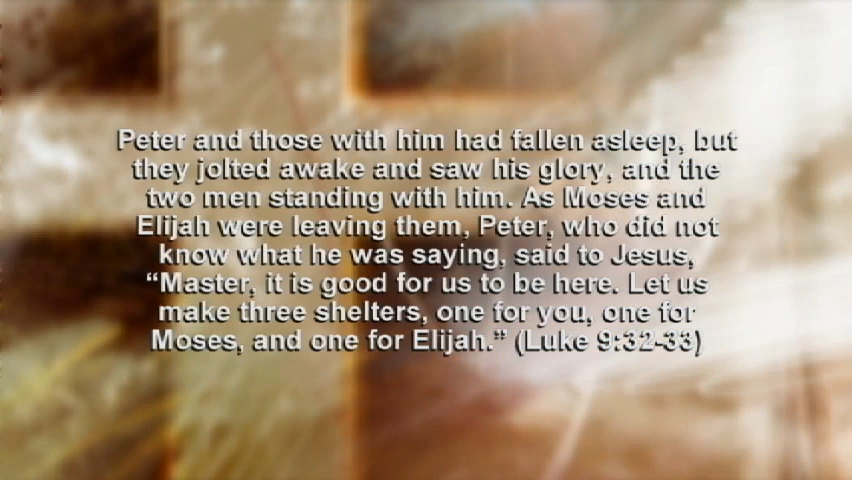 Peter and those with him had fallen asleep, but
they jolted awake and saw his glory, and the
two men standing with him. As Moses and
Elijah were leaving them, Peter, who did not
know what he was saying, said to Jesus,
“Master, it is good for us to be here. Let us
make three shelters, one for you, one for
Moses, and one for Elijah.” (Luke 9:32-33)